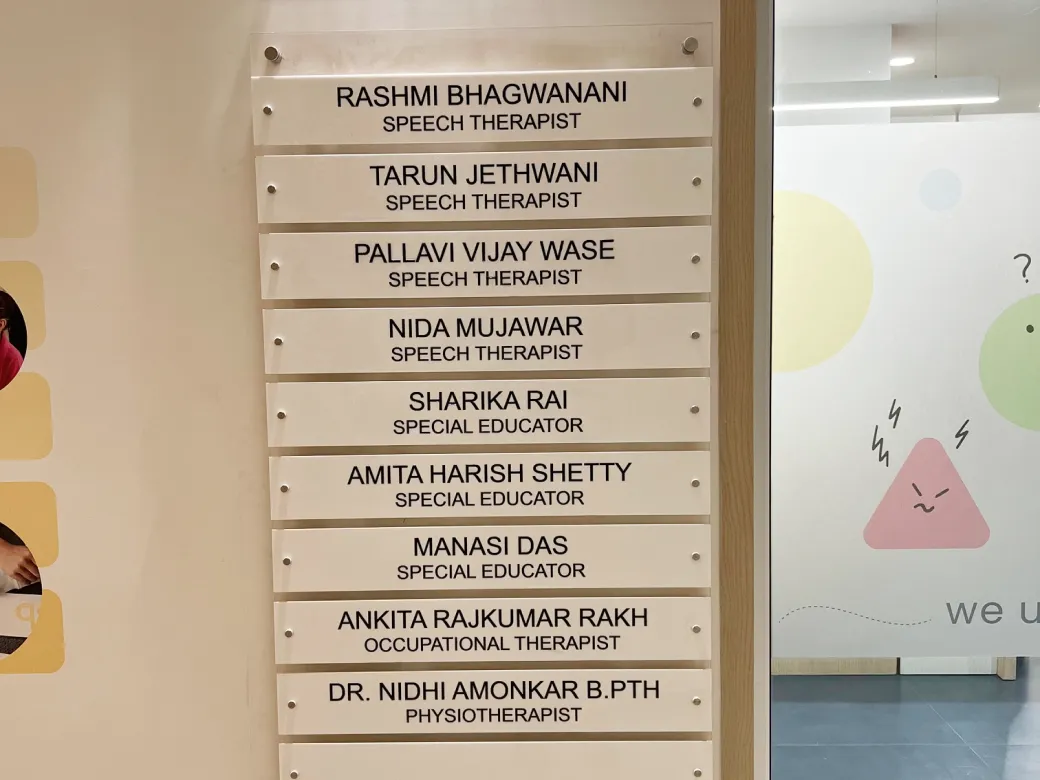 RASHMI BHAGWANANI
SPEECH THERAPIST
TARUN JETHWANI
SPEECH THERAPIST
PALLAVI VIJAY WASE
SPEECH THERAPIST
NIDA MUJAWAR
SPEECH THERAPIST
SHARIKA RAI
SPECIAL EDUCATOR
AMITA HARISH SHETTY
SPECIAL EDUCATOR
MANASI DAS
SPECIAL EDUCATOR
ANKITA RAJKUMAR RAKH
OCCUPATIONAL THERAPIST
DR. NIDHI AMONKAR B.PTH
PHYSIOTHERAPIST
?
we u